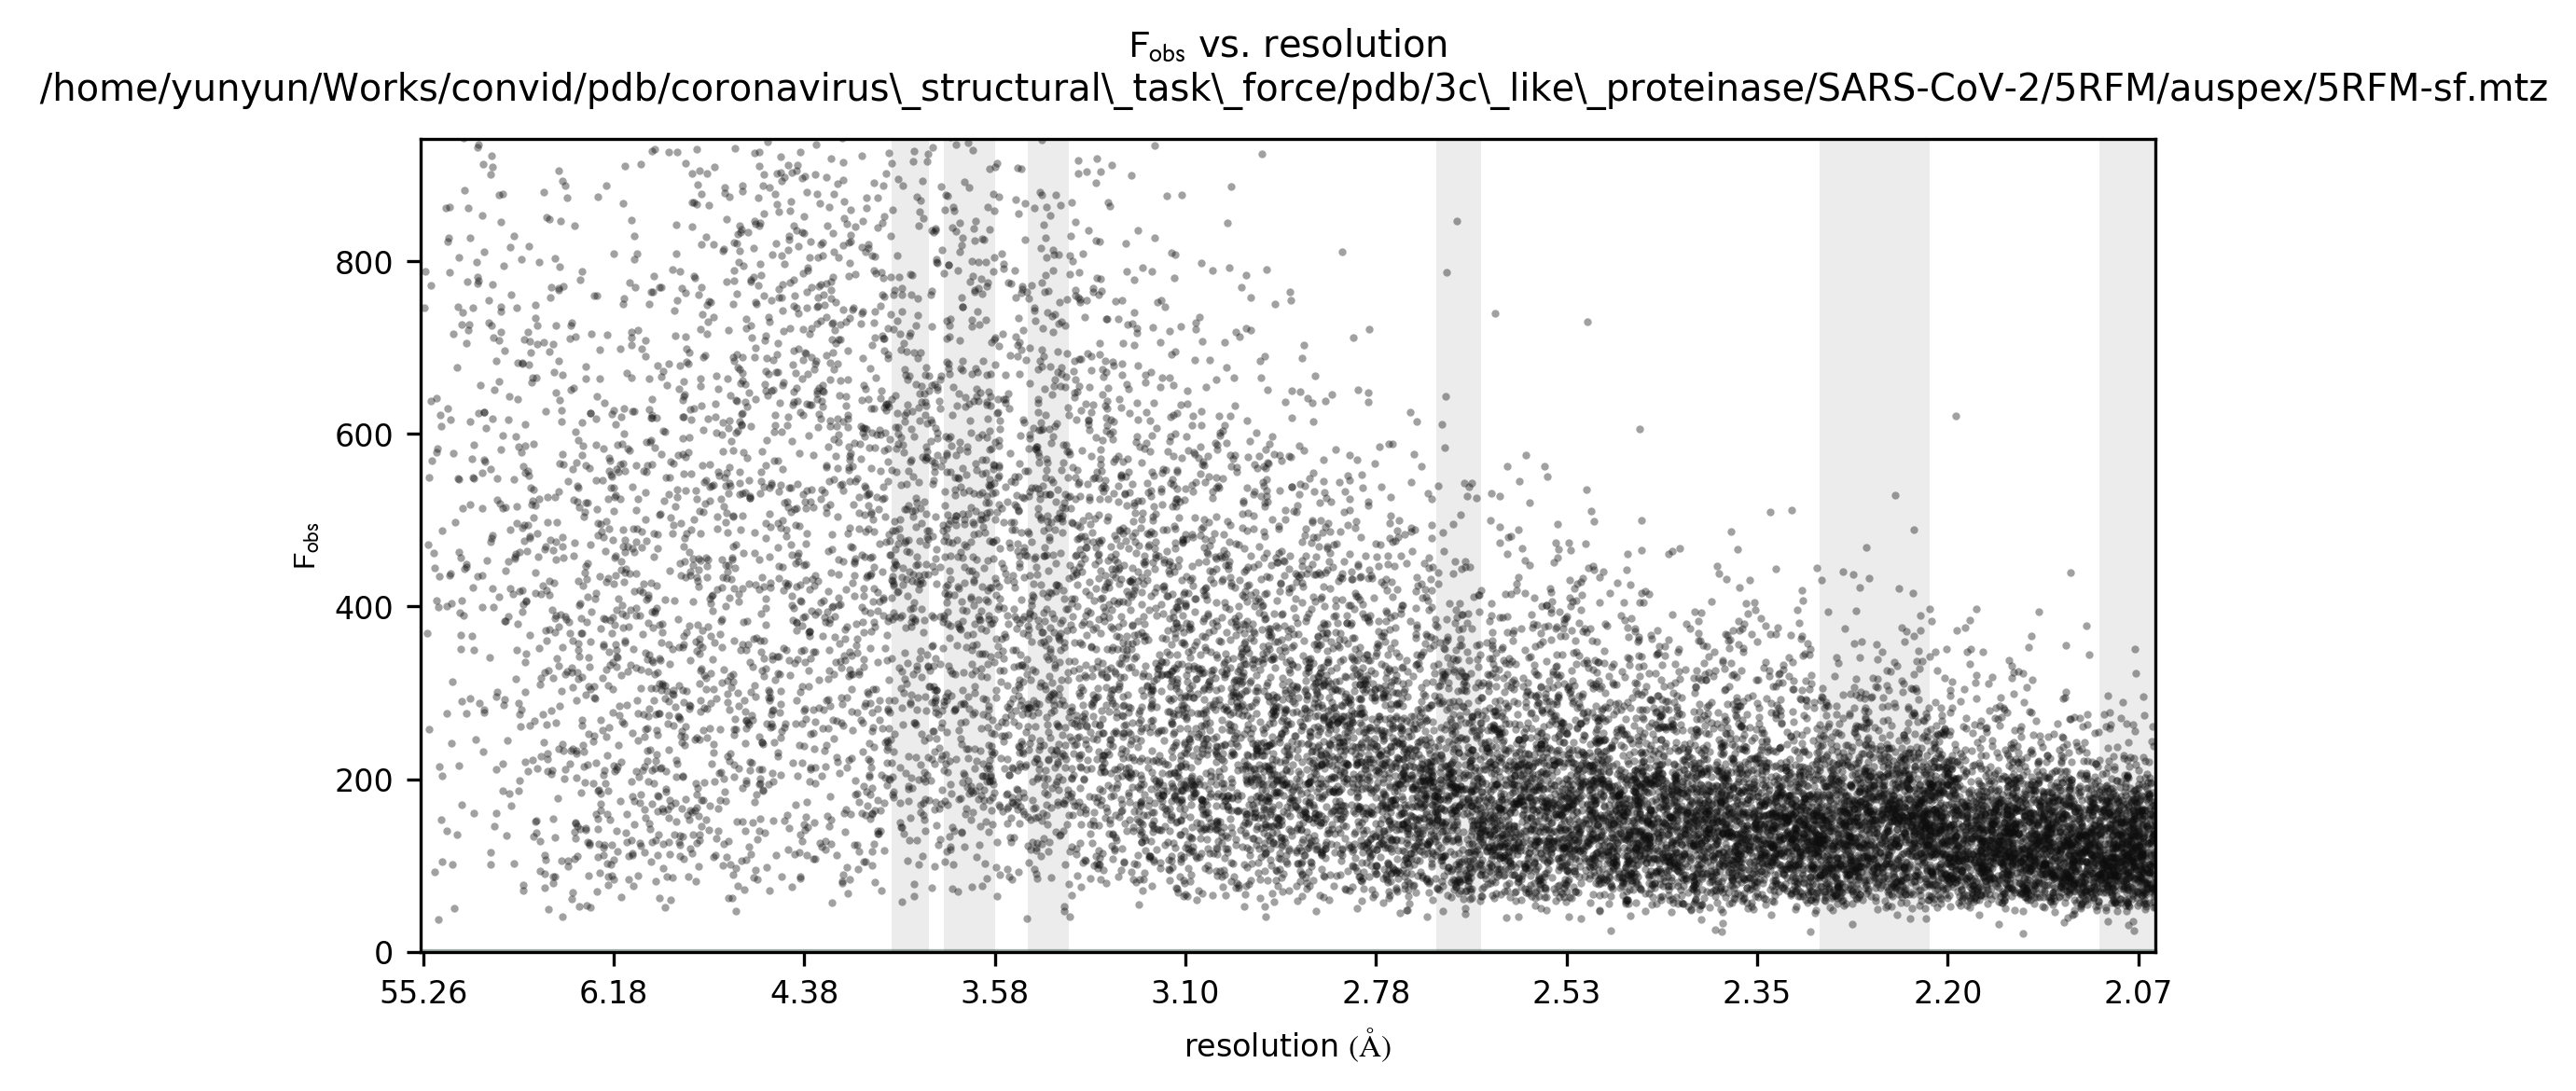 F_obs vs. resolution
/home/yunyun/Works/convid/pdb/coronavirus\_structural\_task\_force/pdb/3c\_like\_proteinase/SARS-CoV-2/5RFM/auspex/5RFM-sf.mtz
800
600
F_obs
400
200
0
55.26 6.18 4.38 3.58 3.10 2.78 2.53 2.35 2.20 2.07
resolution (Å)